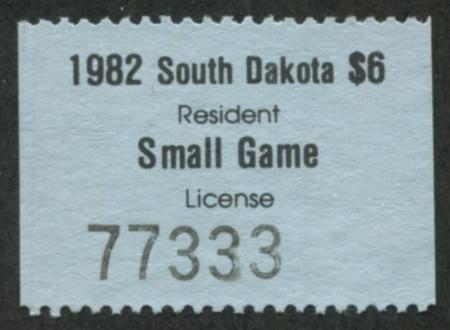 1982 South Dakota $6
Resident
Small Game
License
77333